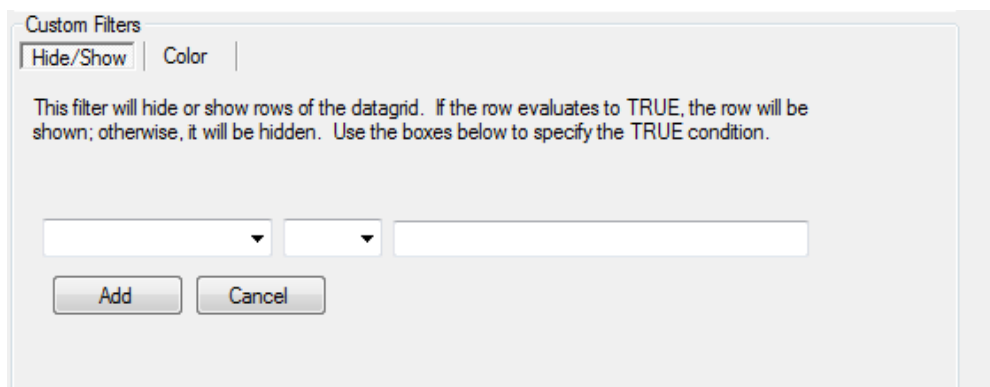 Custom Filters
Hide/Show Color
This filter will hide or show rows of the datagrid. If the row evaluates to TRUE, the row will be
shown; otherwise, it will be hidden. Use the boxes below to specify the TRUE condition.
Add Cancel